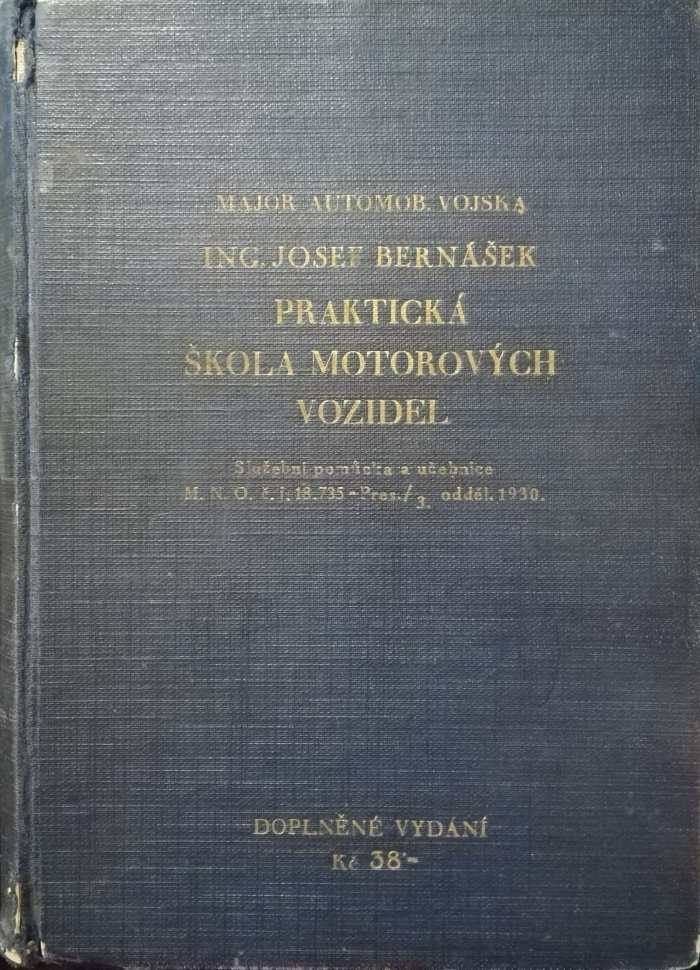 MAJOR AUTOMOB. VOJSKA
ING. JOSEF BERNÁŠEK
PRAKTICKÁ
ŠKOLA MOTOROVÝCH
VOZIDEL
Služební pomůcka a učebnice
M. N. O. č. j. 18.795 - Pres./3. odděl. 1930.
DOPLNĚNÉ VYDÁNÍ
Kč 38·-